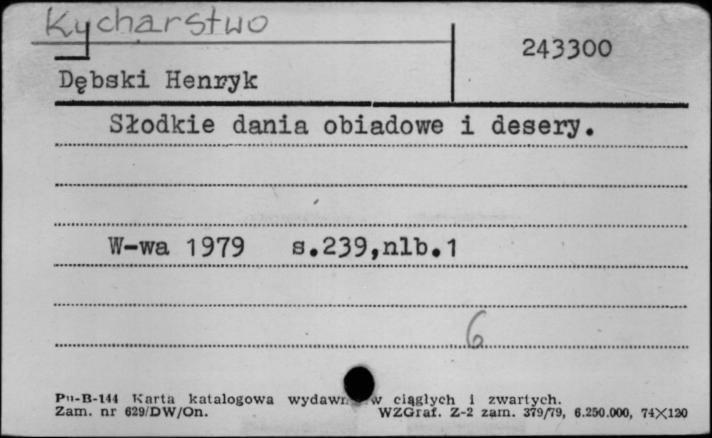 Kucharstwo
243300
Dębski Henryk
Słodkie dania obiadowe i desery.
W-wa 1979 s.239,nlb.1
6
Pu-B-144 Karta katalogowa ciągłych i zwartych.
Zam. nr 629/DW/On. WZGraf. Z-2 zam. 379/79, 6.250.000, 74X120